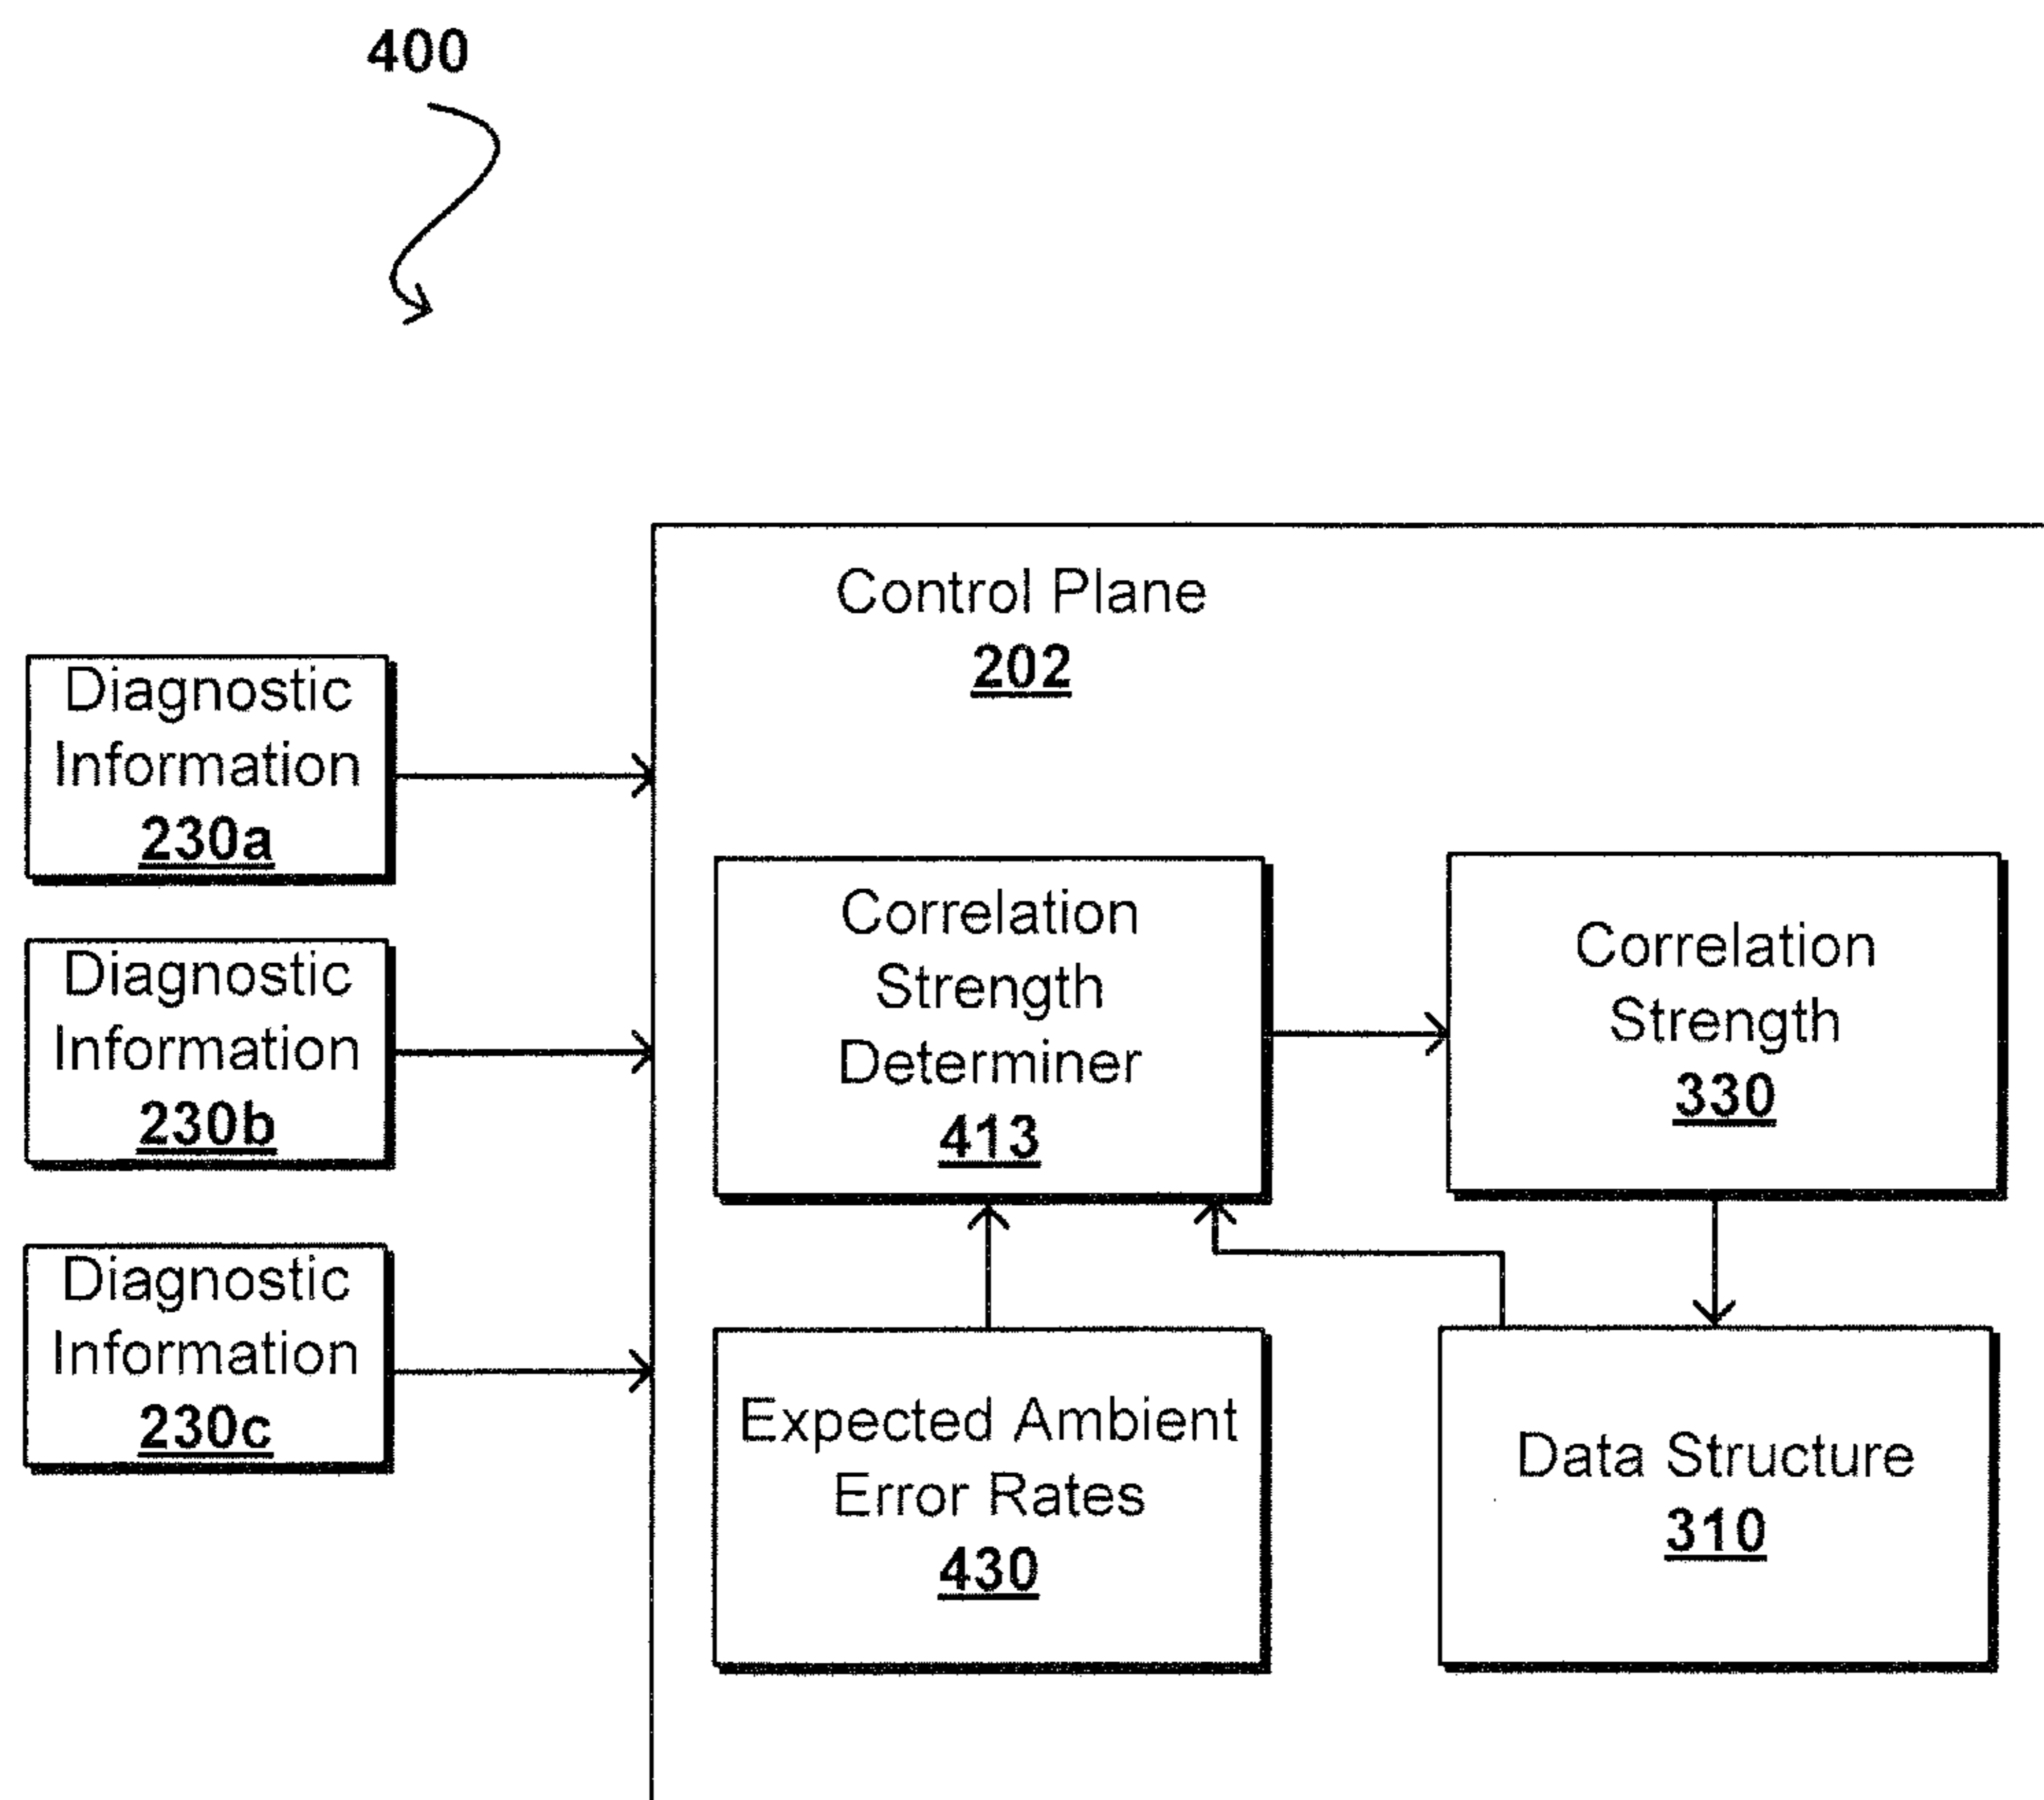 400
Control Plane
202
Diagnostic
Information
230a
Diagnostic
Information
230b
Diagnostic
Information
230c
Correlation
Strength
Determiner
413
Correlation
Strength
330
Expected Ambient
Error Rates
430
Data Structure
310